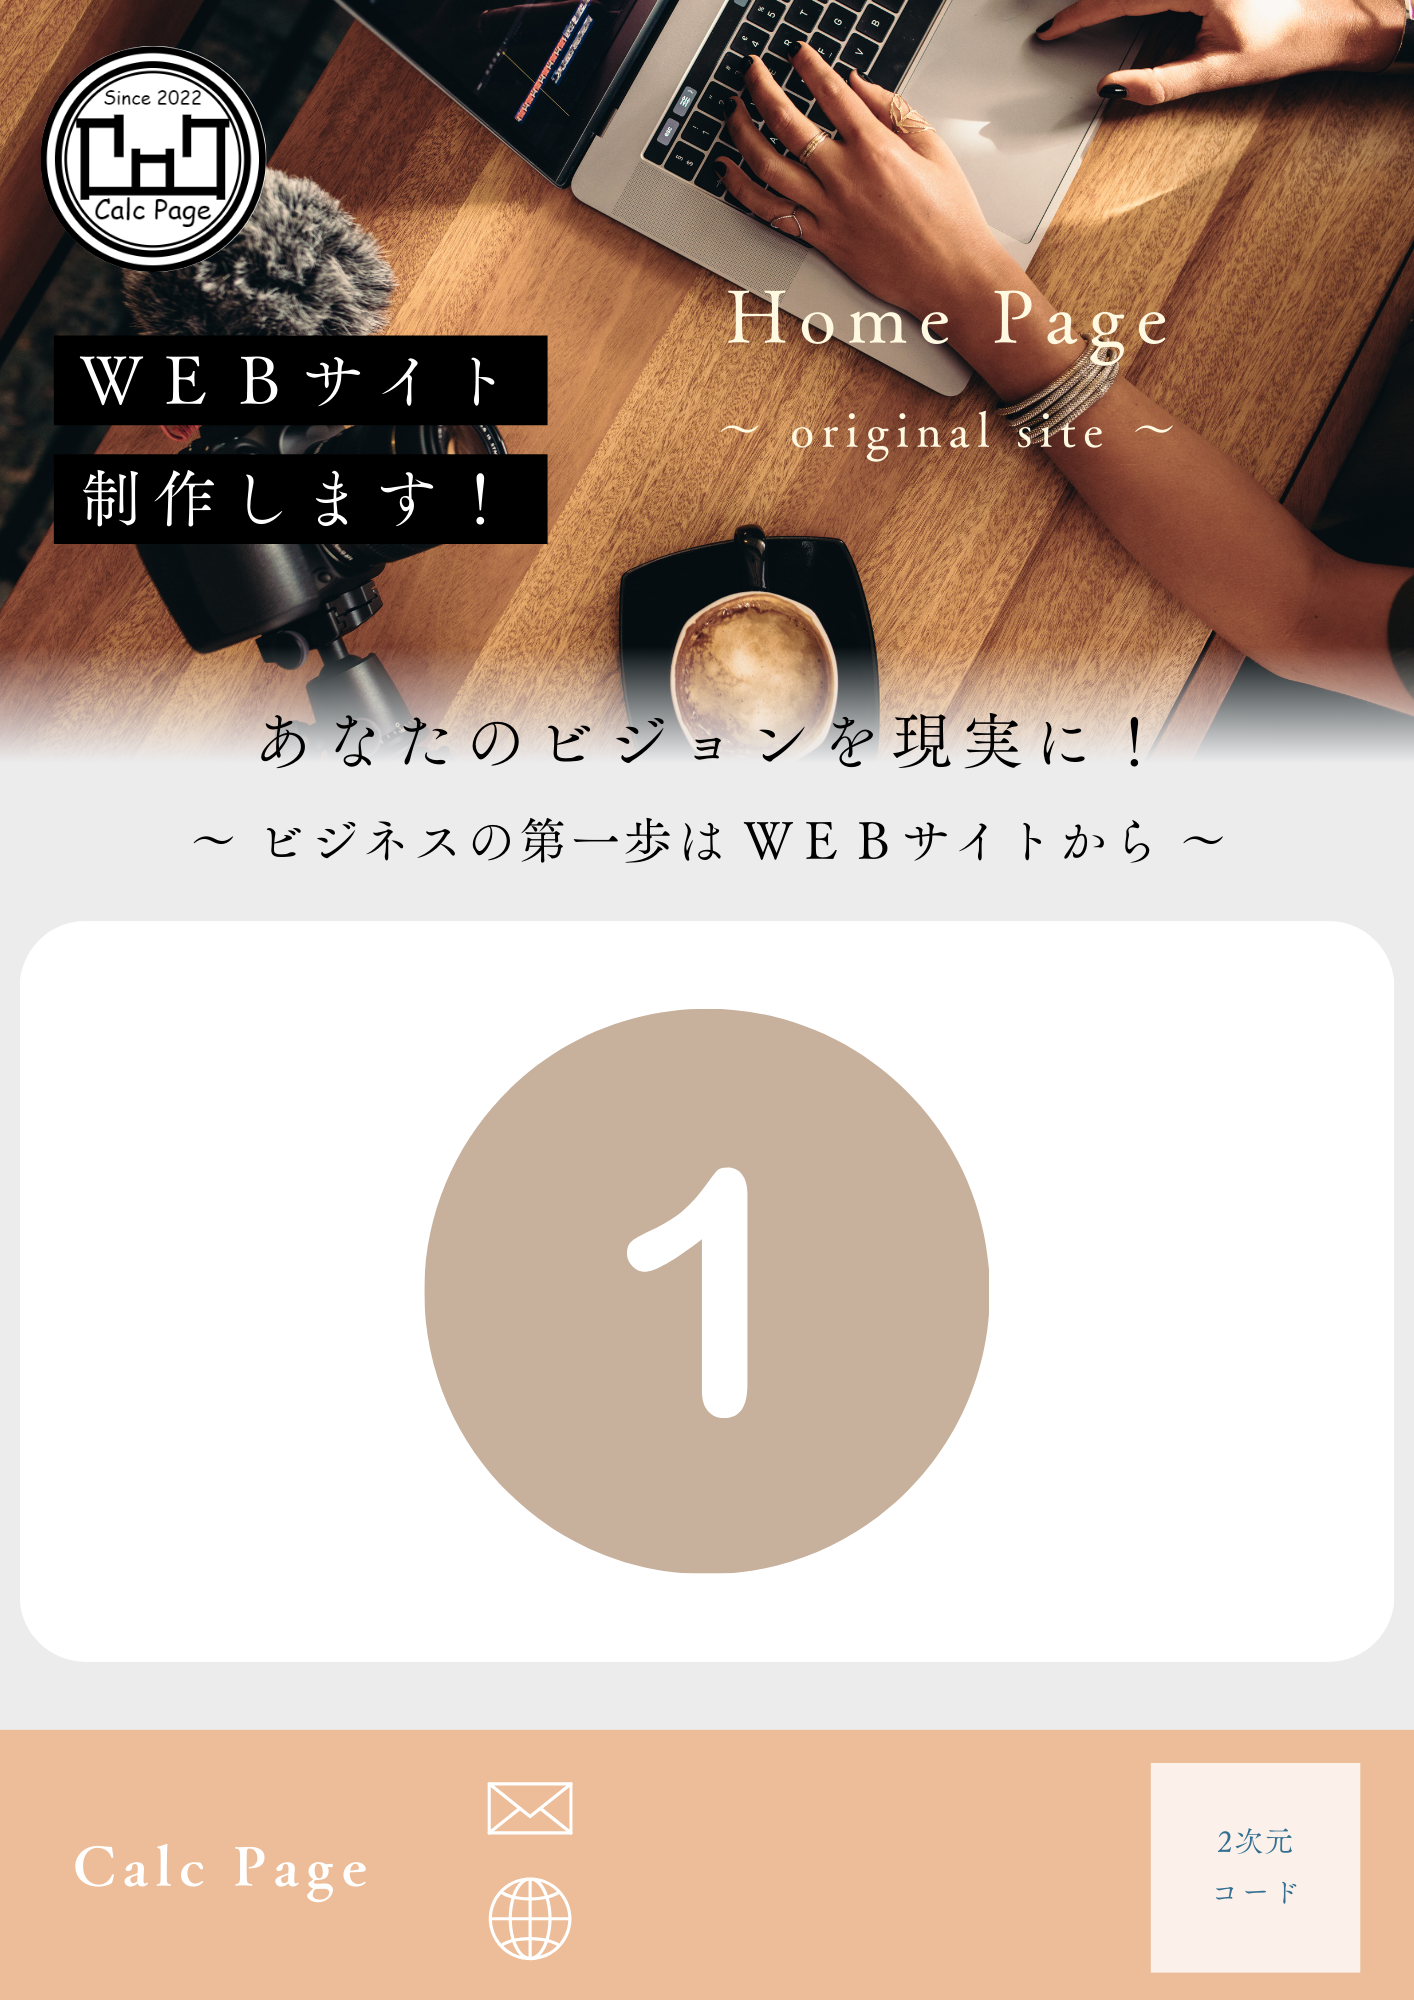 Since 2022
Calc Page
WEBサイト
制作します！
Home Page
～ original site ～
あなたのビジョンを現実に！
～ ビジネスの第一歩はWEBサイトから ～
1
Calc Page
2次元
コード